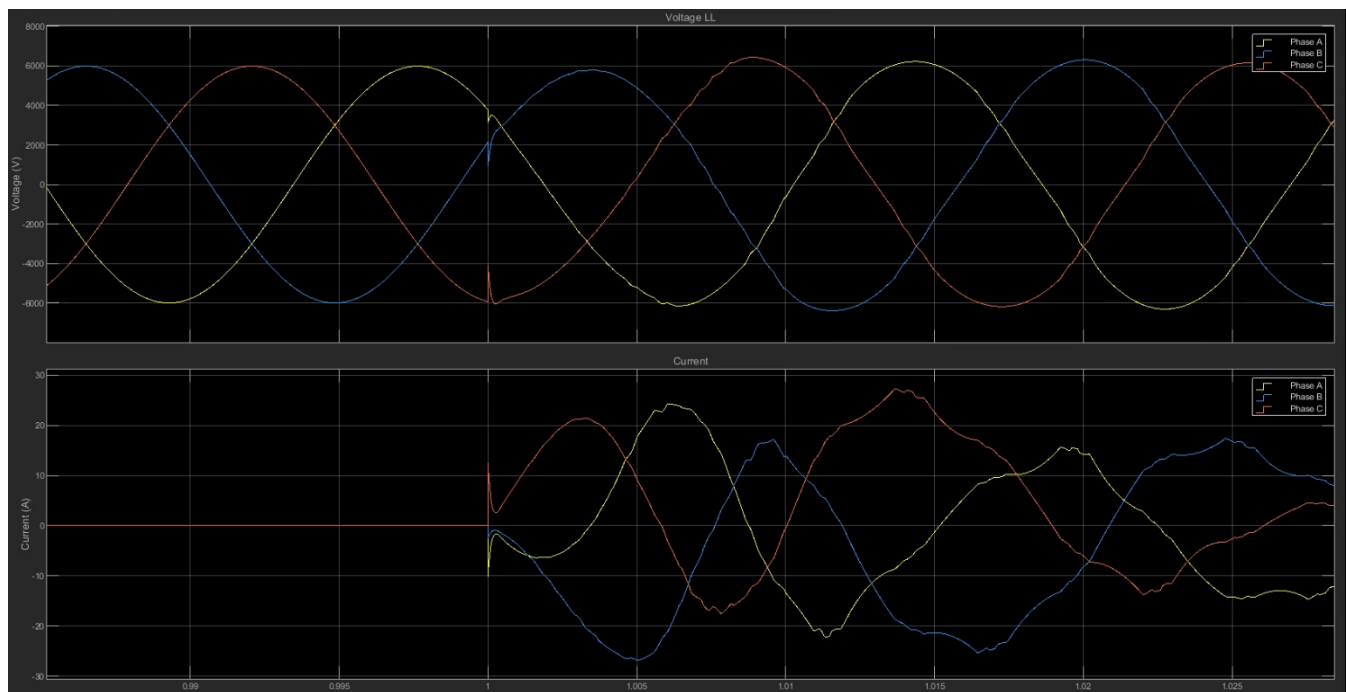 Voltage LL
8000
6000
4000
2000
0
-2000
-4000
-6000
Voltage (V)
Phase A
Phase B
Phase C
Current
30
20
10
0
-10
-20
-30
Current (A)
Phase A
Phase B
Phase C
0.99
0.995
1
1.005
1.01
1.015
1.02
1.025